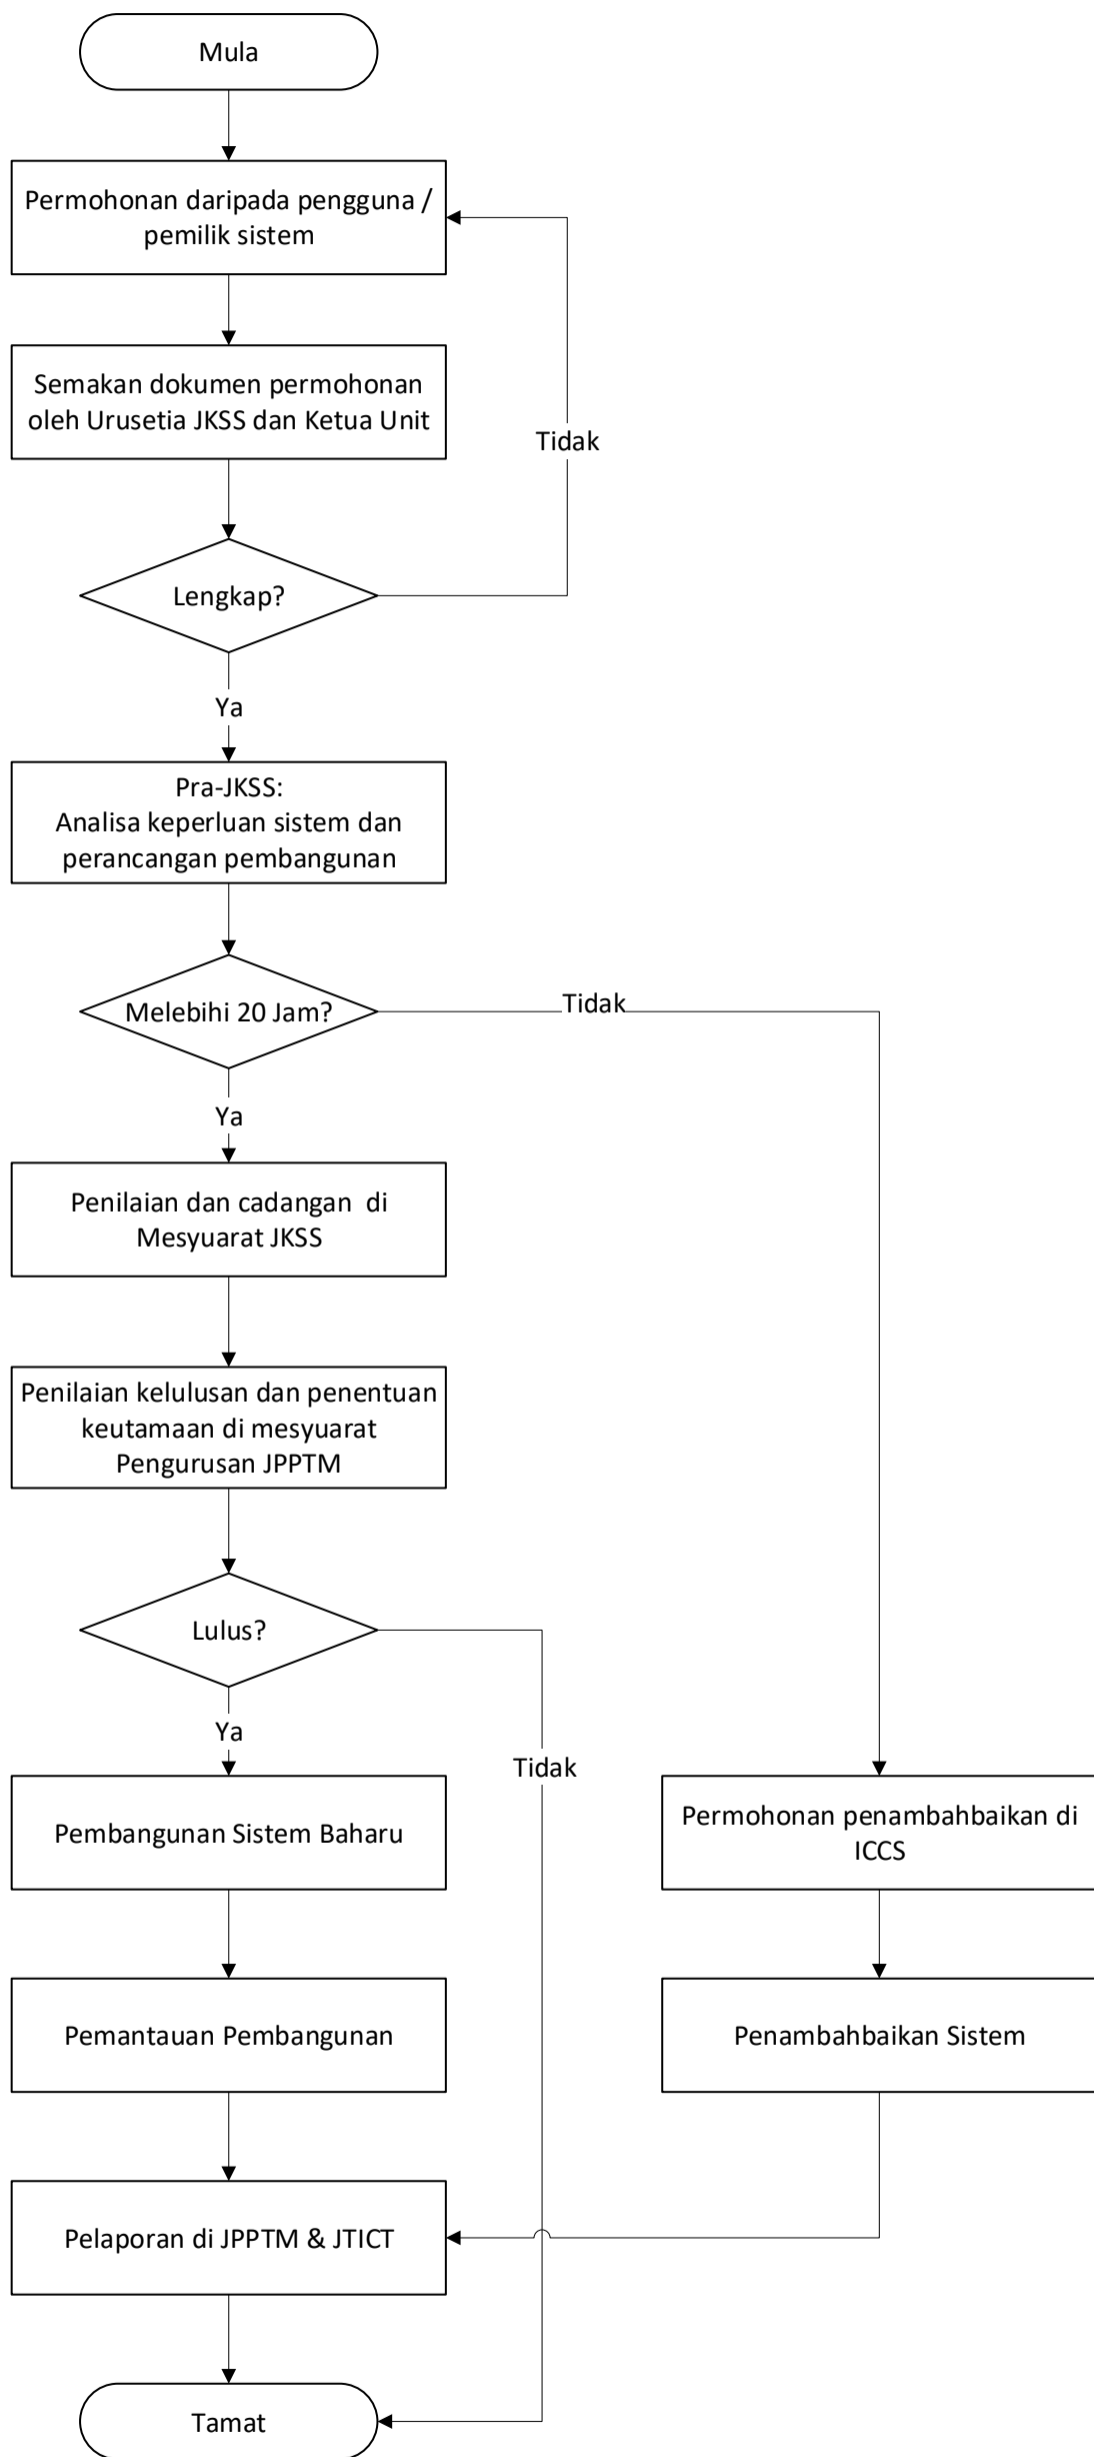 Mula
Permohonan daripada pengguna /
pemilik sistem
Semakan dokumen permohonan
oleh Urusetia JKSS dan Ketua Unit
Tidak
Lengkap?
Ya
Pra-JKSS:
Analisa keperluan sistem dan
perancangan pembangunan
Melebihi 20 Jam?
Tidak
Ya
Penilaian dan cadangan di
Mesyuarat JKSS
Penilaian kelulusan dan penentuan
keutamaan di mesyuarat
Pengurusan JPPTM
Lulus?
Ya
Tidak
Pembangunan Sistem Baharu
Permohonan penambahbaikan di
ICCS
Pemantauan Pembangunan
Penambahbaikan Sistem
Pelaporan di JPPTM & JTICT
Tamat